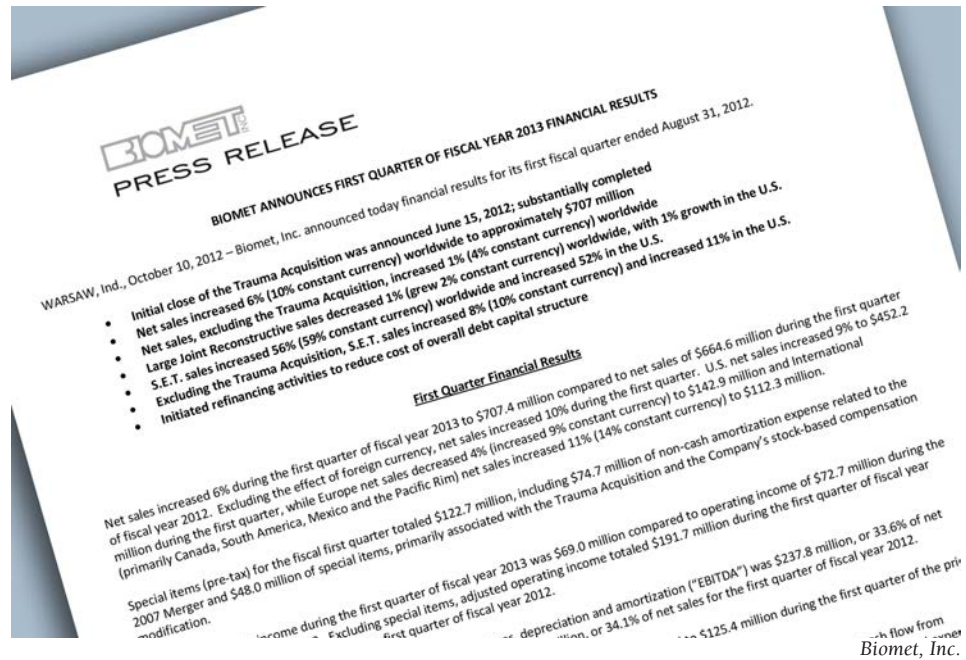 BIOMET INC
PRESS RELEASE
BIOMET ANNOUNCES FIRST QUARTER OF FISCAL YEAR 2013 FINANCIAL RESULTS
WARSAW, Ind., October 10, 2012 – Biomet, Inc. announced today financial results for its first fiscal quarter ended August 31, 2012.
• Initial close of the Trauma Acquisition was announced June 15, 2012; substantially completed
• Net sales increased 6% (10% constant currency) worldwide to approximately $707 million
• Net sales, excluding the Trauma Acquisition, increased 1% (4% constant currency) worldwide
• Large Joint Reconstructive sales decreased 1% (grew 2% constant currency) worldwide, with 1% growth in the U.S.
• S.E.T. sales increased 56% (59% constant currency) worldwide and increased 52% in the U.S.
• Excluding the Trauma Acquisition, S.E.T. sales increased 8% (10% constant currency) and increased 11% in the U.S.
• Initiated refinancing activities to reduce cost of overall debt capital structure
First Quarter Financial Results
Net sales increased 6% during the first quarter of fiscal year 2013 to $707.4 million compared to net sales of $664.6 million during the first quarter
of fiscal year 2012. Excluding the effect of foreign currency, net sales increased 10% during the first quarter. U.S. net sales increased 9% to $452.2
million during the first quarter, while Europe net sales decreased 4% (increased 9% constant currency) to $142.9 million and International
(primarily Canada, South America, Mexico and the Pacific Rim) net sales increased 11% (14% constant currency) to $112.3 million.
Special items (pre-tax) for the fiscal first quarter totaled $122.7 million, including $74.7 million of non-cash amortization expense related to the
2007 Merger and $48.0 million of special items, primarily associated with the Trauma Acquisition and the Company's stock-based compensation
modification.
income during the first quarter of fiscal year 2013 was $69.0 million compared to operating income of $72.7 million during the
Excluding special items, adjusted operating income totaled $191.7 million during the first quarter of fiscal year
first quarter of fiscal year 2012.
depreciation and amortization ("EBITDA") was $237.8 million, or 33.6% of net
or 34.1% of net sales for the first quarter of fiscal year 2012.
$125.4 million during the first quarter of the
flow from
Biomet, Inc.